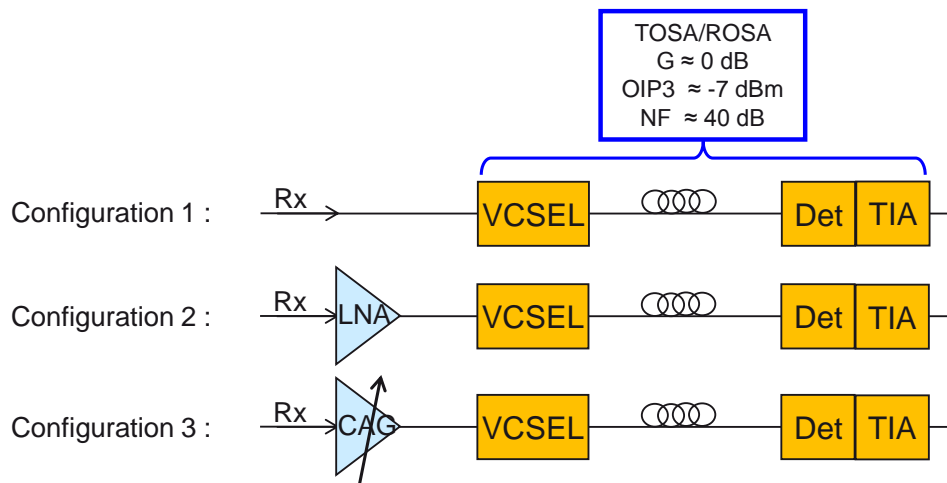 TOSA/ROSA
G ≈ 0 dB
OIP3 ≈ -7 dBm
NF ≈ 40 dB
Configuration 1 : Rx VCSEL Det TIA
Configuration 2 : Rx LNA VCSEL Det TIA
Configuration 3 : Rx CAG VCSEL Det TIA